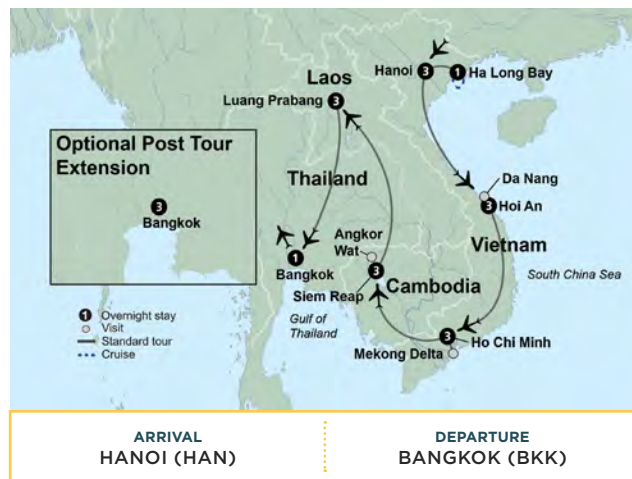 Laos
Luang Prabang 3
Hanoi 3
1 Ha Long Bay
Optional Post Tour
Extension
3
Bangkok
Thailand
Da Nang
3 Hoi An
Vietnam
Angkor
Wat
1
Bangkok
3
Siem Reap
Cambodia
South China Sea
Gulf of
Thailand
3 Ho Chi Minh
Mekong Delta
1 Overnight stay
Visit
Standard tour
Cruise
ARRIVAL
HANOI (HAN)
DEPARTURE
BANGKOK (BKK)